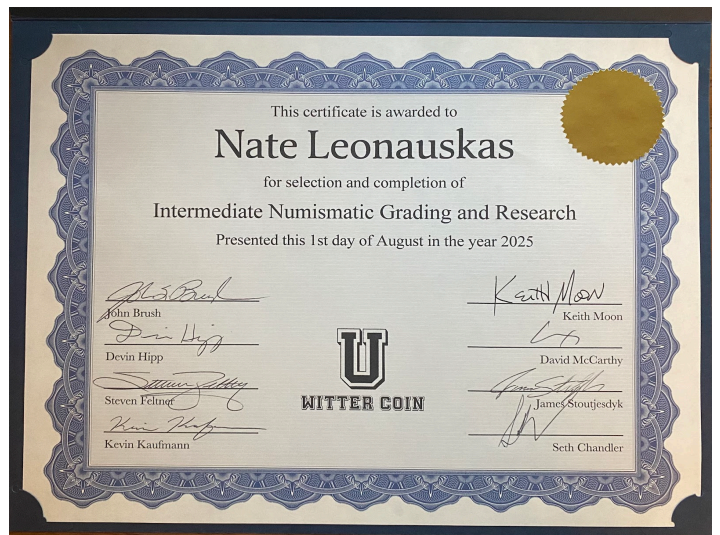 This certificate is awarded to
Nate Leonauskas
for selection and completion of
Intermediate Numismatic Grading and Research
Presented this 1st day of August in the year 2025
John Brush
Devin Hipp
Steven Feltner
Kevin Kaufmann
U
WITTER COIN
Keith Moon
Keith Moon
David McCarthy
James Stoutjesdyk
Seth Chandler